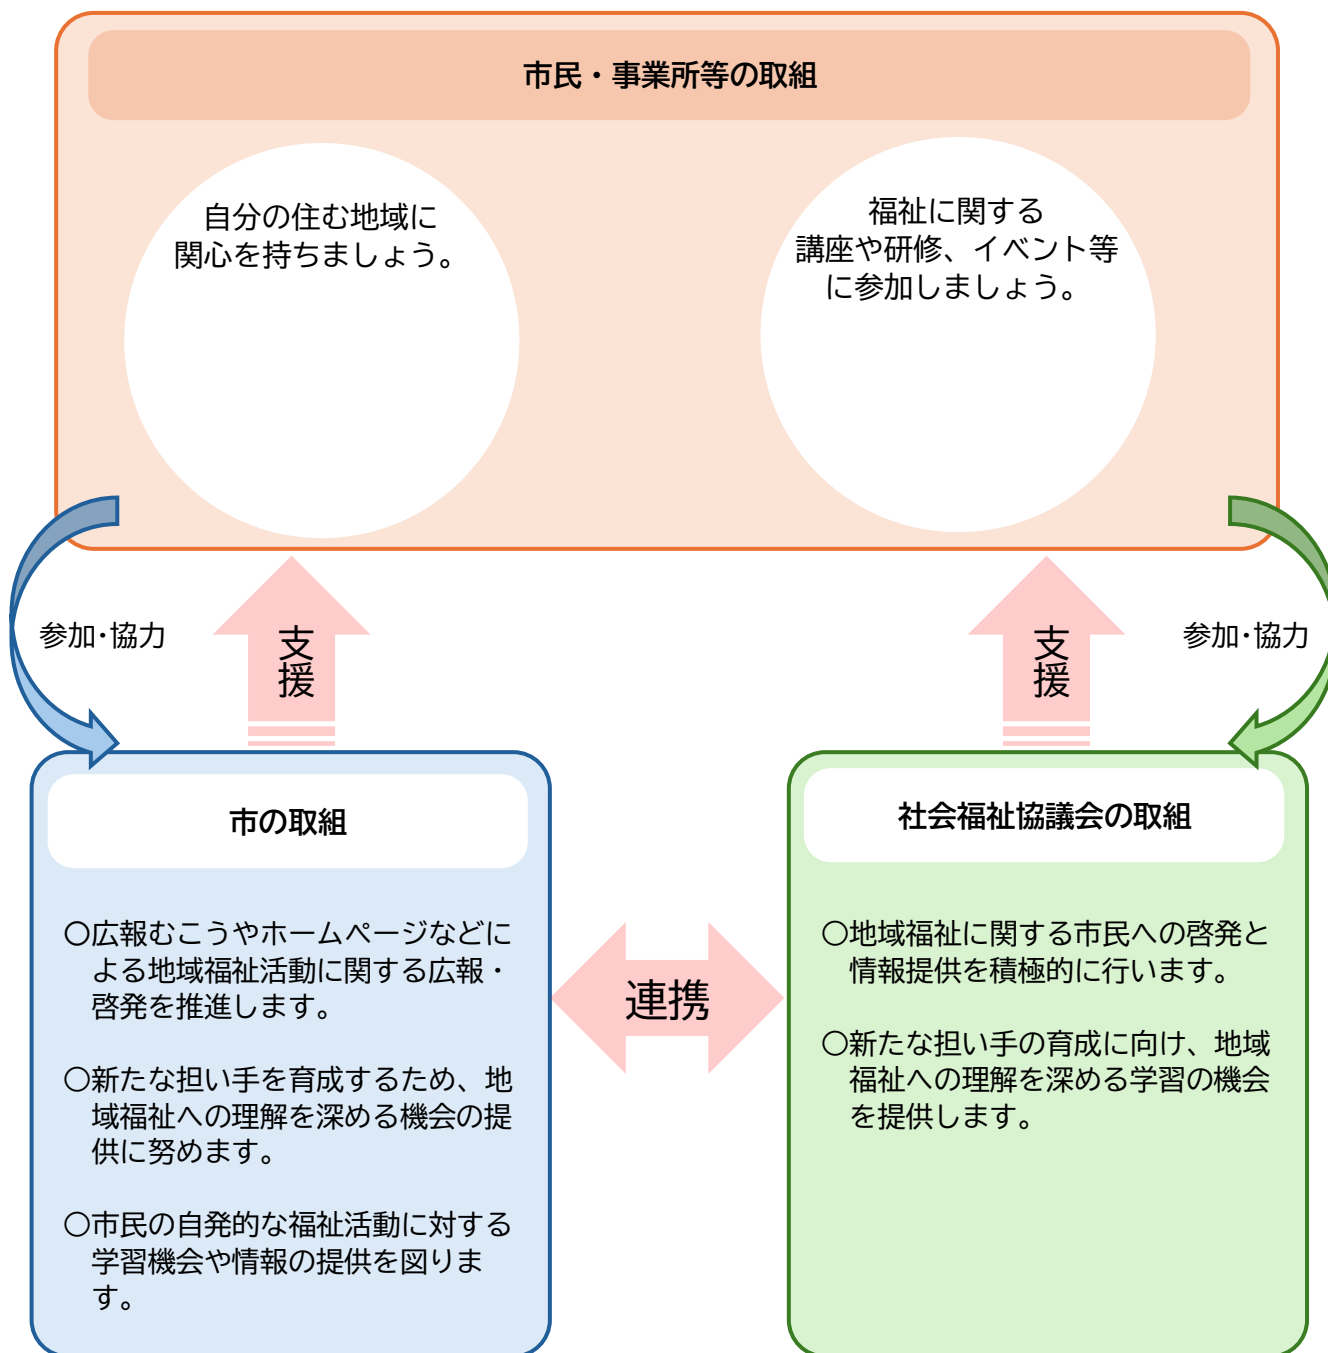 市民・事業所等の取組
自分の住む地域に
関心を持ちましょう。
福祉に関する
講座や研修、イベント等
に参加しましょう。
参加・協力
支援
支援
参加・協力
市の取組
○広報むこうやホームページなどに
よる地域福祉活動に関する広報・
啓発を推進します。
○新たな担い手を育成するため、地
域福祉への理解を深める機会の提
供に努めます。
○市民の自発的な福祉活動に対する
学習機会や情報の提供を図りま
す。
連携
社会福祉協議会の取組
○地域福祉に関する市民への啓発と
情報提供を積極的に行います。
○新たな担い手の育成に向け、地域
福祉への理解を深める学習の機会
を提供します。